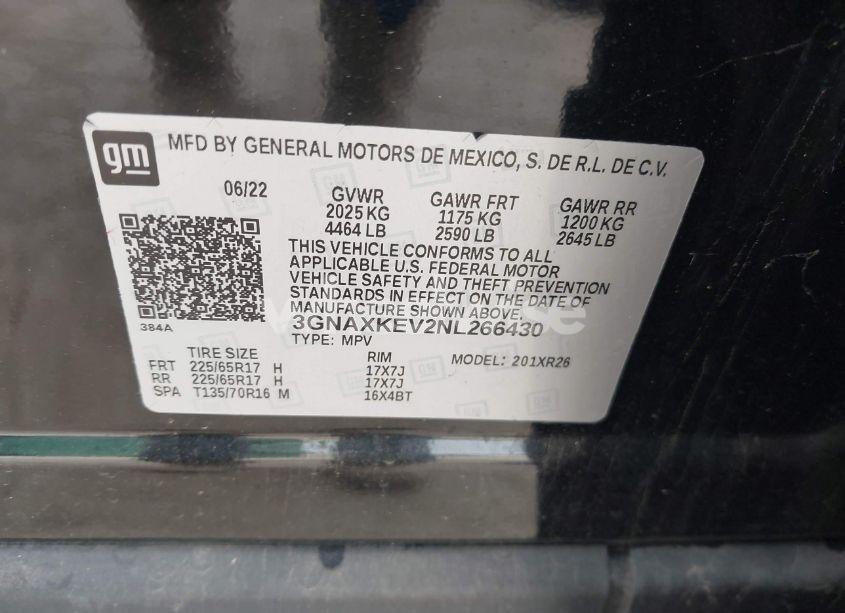 gm MFD BY GENERAL MOTORS DE MEXICO, S. DE R.L. DE C.V.
06/22 GVWR GAWR FRT GAWR RR
2025 KG 1175 KG 1200 KG
4464 LB 2590 LB 2645 LB
THIS VEHICLE CONFORMS TO ALL
APPLICABLE U.S. FEDERAL MOTOR
VEHICLE SAFETY AND THEFT PREVENTION
STANDARDS IN EFFECT ON THE DATE OF
MANUFACTURE SHOWN ABOVE.
384A 3GNAXKEV2NL266430
TYPE: MPV
TIRE SIZE RIM MODEL: 201XR26
FRT 225/65R17 H 17X7J
RR 225/65R17 H 17X7J
SPA T135/70R16 M 16X4BT